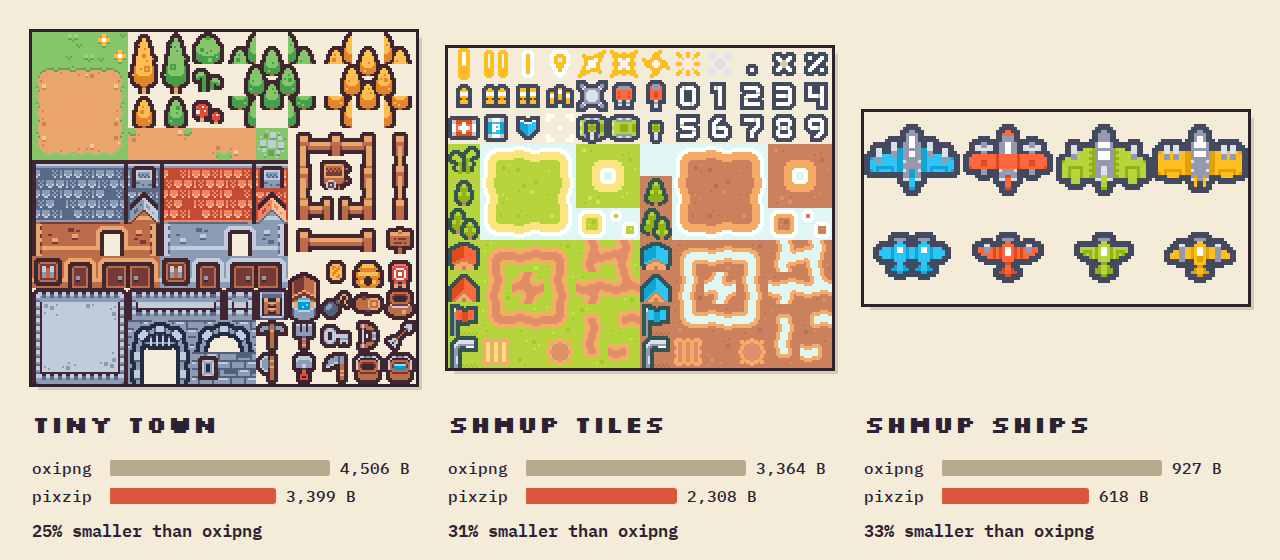 0 1 2 3 4
5 6 7 8 9
TINY TOWN
oxipng 4,506 B
pixzip 3,399 B
25% smaller than oxipng
SHMUP TILES
oxipng 3,364 B
pixzip 2,308 B
31% smaller than oxipng
SHMUP SHIPS
oxipng 927 B
pixzip 618 B
33% smaller than oxipng